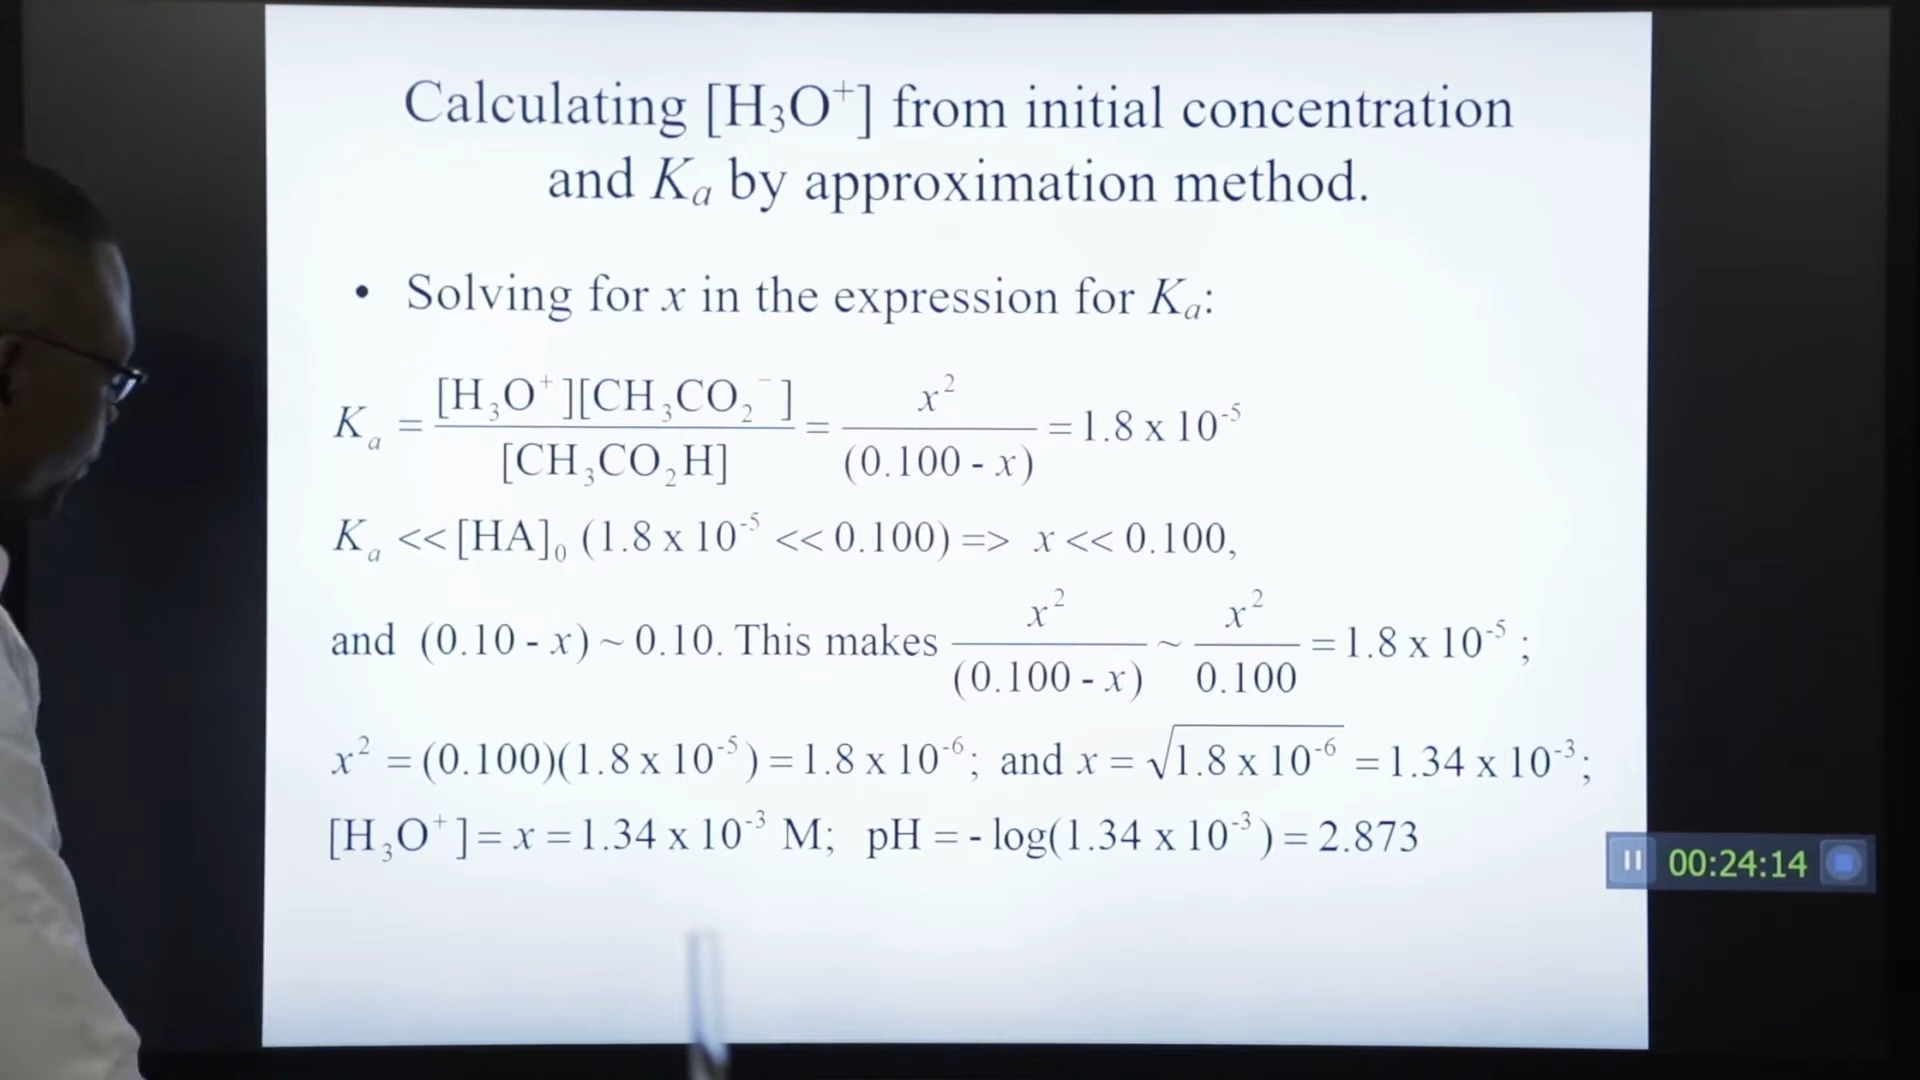 Calculating [H₃O⁺] from initial concentration
and Kₐ by approximation method.
• Solving for x in the expression for Kₐ:
Kₐ = [H₃O⁺][CH₃CO₂⁻] / [CH₃CO₂H] = x² / (0.100 - x) = 1.8 x 10⁻⁵
Kₐ << [HA]₀ (1.8 x 10⁻⁵ << 0.100) => x << 0.100,
and (0.10 - x) ~ 0.10. This makes x² / (0.100 - x) ~ x² / 0.100 = 1.8 x 10⁻⁵ ;
x² = (0.100)(1.8 x 10⁻⁵) = 1.8 x 10⁻⁶; and x = √1.8 x 10⁻⁶ = 1.34 x 10⁻³;
[H₃O⁺] = x = 1.34 x 10⁻³ M; pH = - log(1.34 x 10⁻³) = 2.873
00:24:14